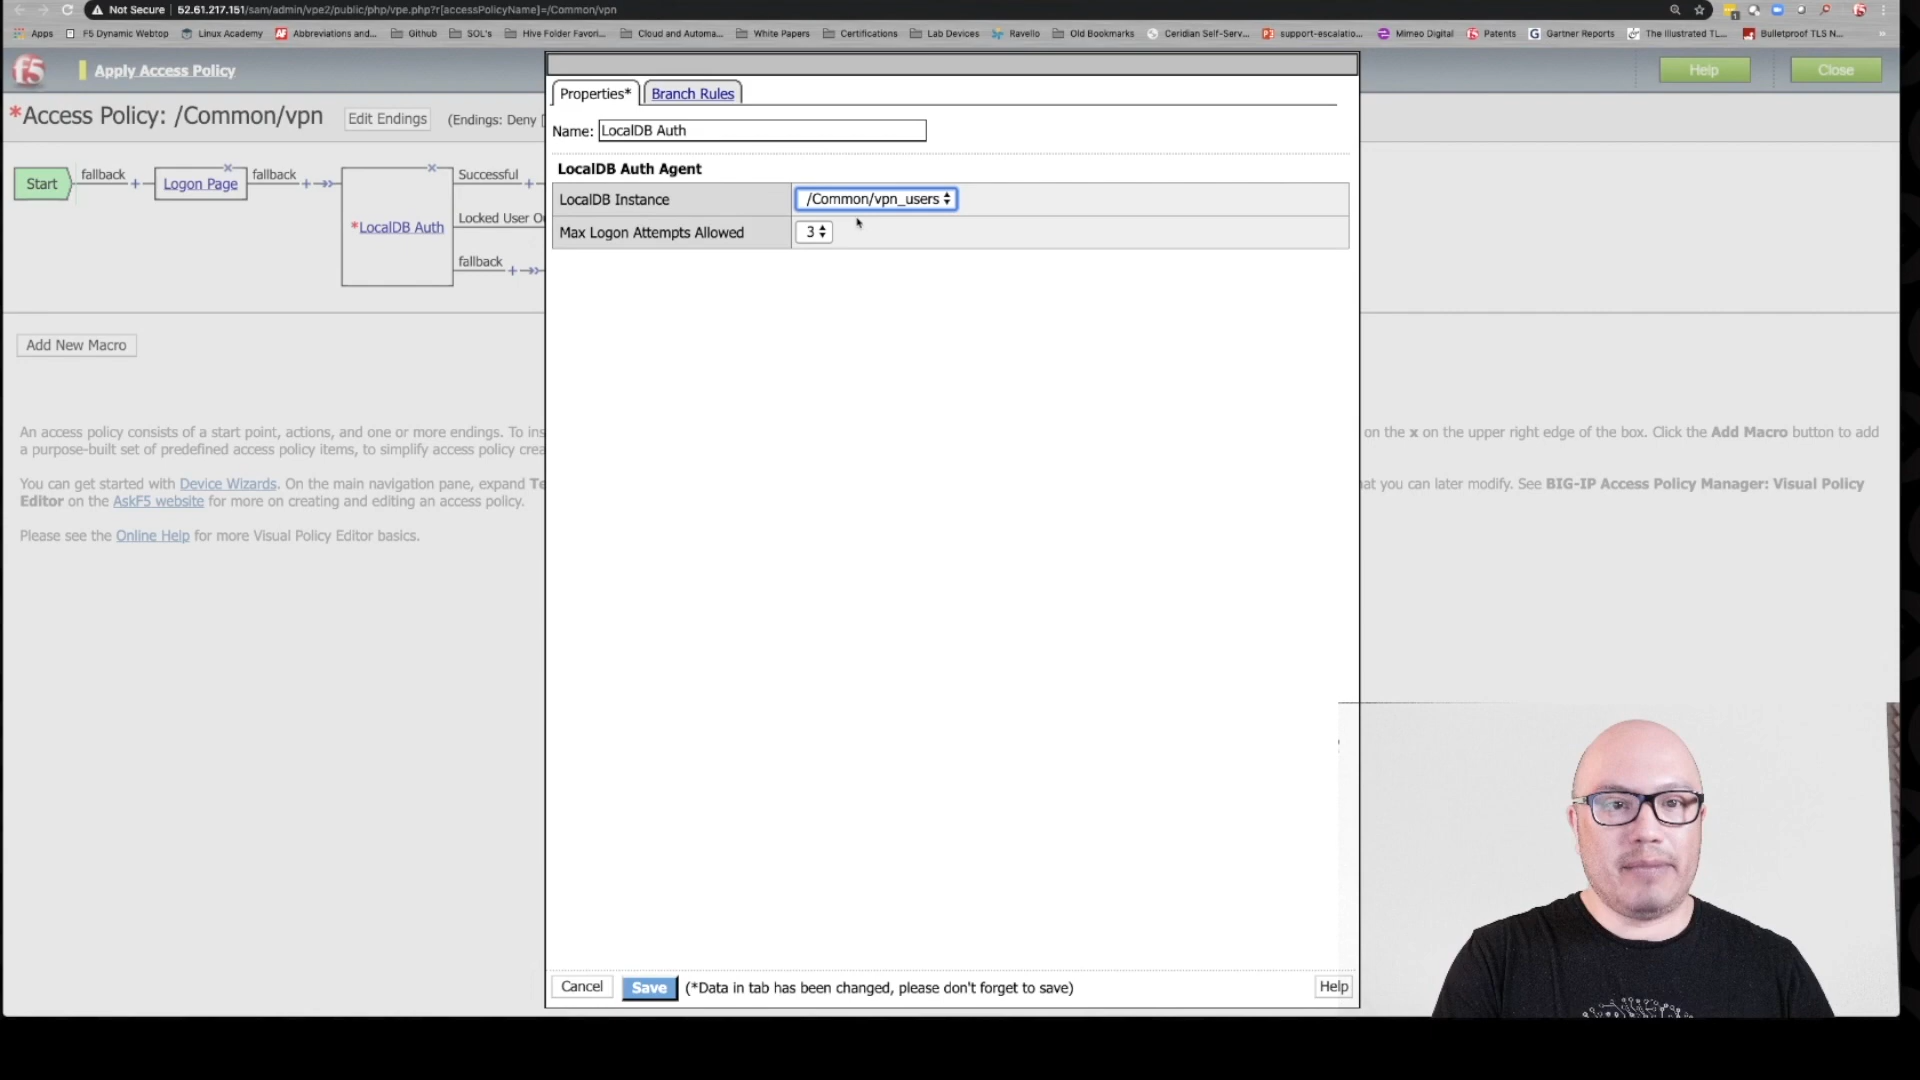 Not Secure | 52.61.217.151/sam/admin/vpe2/public/php/vpe.php?r[accessPolicyName]=/Common/vpn
Apps F5 Dynamic Webtop Linux Academy Abbreviations and... Github SOL's Hive Folder Favori... Cloud and Automa... White Papers Certifications Lab Devices Ravello Old Bookmarks Ceridian Self-Serv... support-escalatio... Mimeo Digital Patents Gartner Reports The Illustrated TL... Bulletproof TLS N... »
f5 Apply Access Policy Help Close
*Access Policy: /Common/vpn Edit Endings (Endings: Deny [
Properties* Branch Rules
Name: LocalDB Auth
LocalDB Auth Agent
LocalDB Instance /Common/vpn_users
Max Logon Attempts Allowed 3
Start fallback + Logon Page fallback + *LocalDB Auth
Successful +
Locked User O
fallback +
Add New Macro
An access policy consists of a start point, actions, and one or more endings. To ins on the x on the upper right edge of the box. Click the Add Macro button to add
a purpose-built set of predefined access policy items, to simplify access policy crea
You can get started with Device Wizards. On the main navigation pane, expand Te at you can later modify. See BIG-IP Access Policy Manager: Visual Policy
Editor on the AskF5 website for more on creating and editing an access policy.
Please see the Online Help for more Visual Policy Editor basics.
Cancel Save (*Data in tab has been changed, please don't forget to save) Help